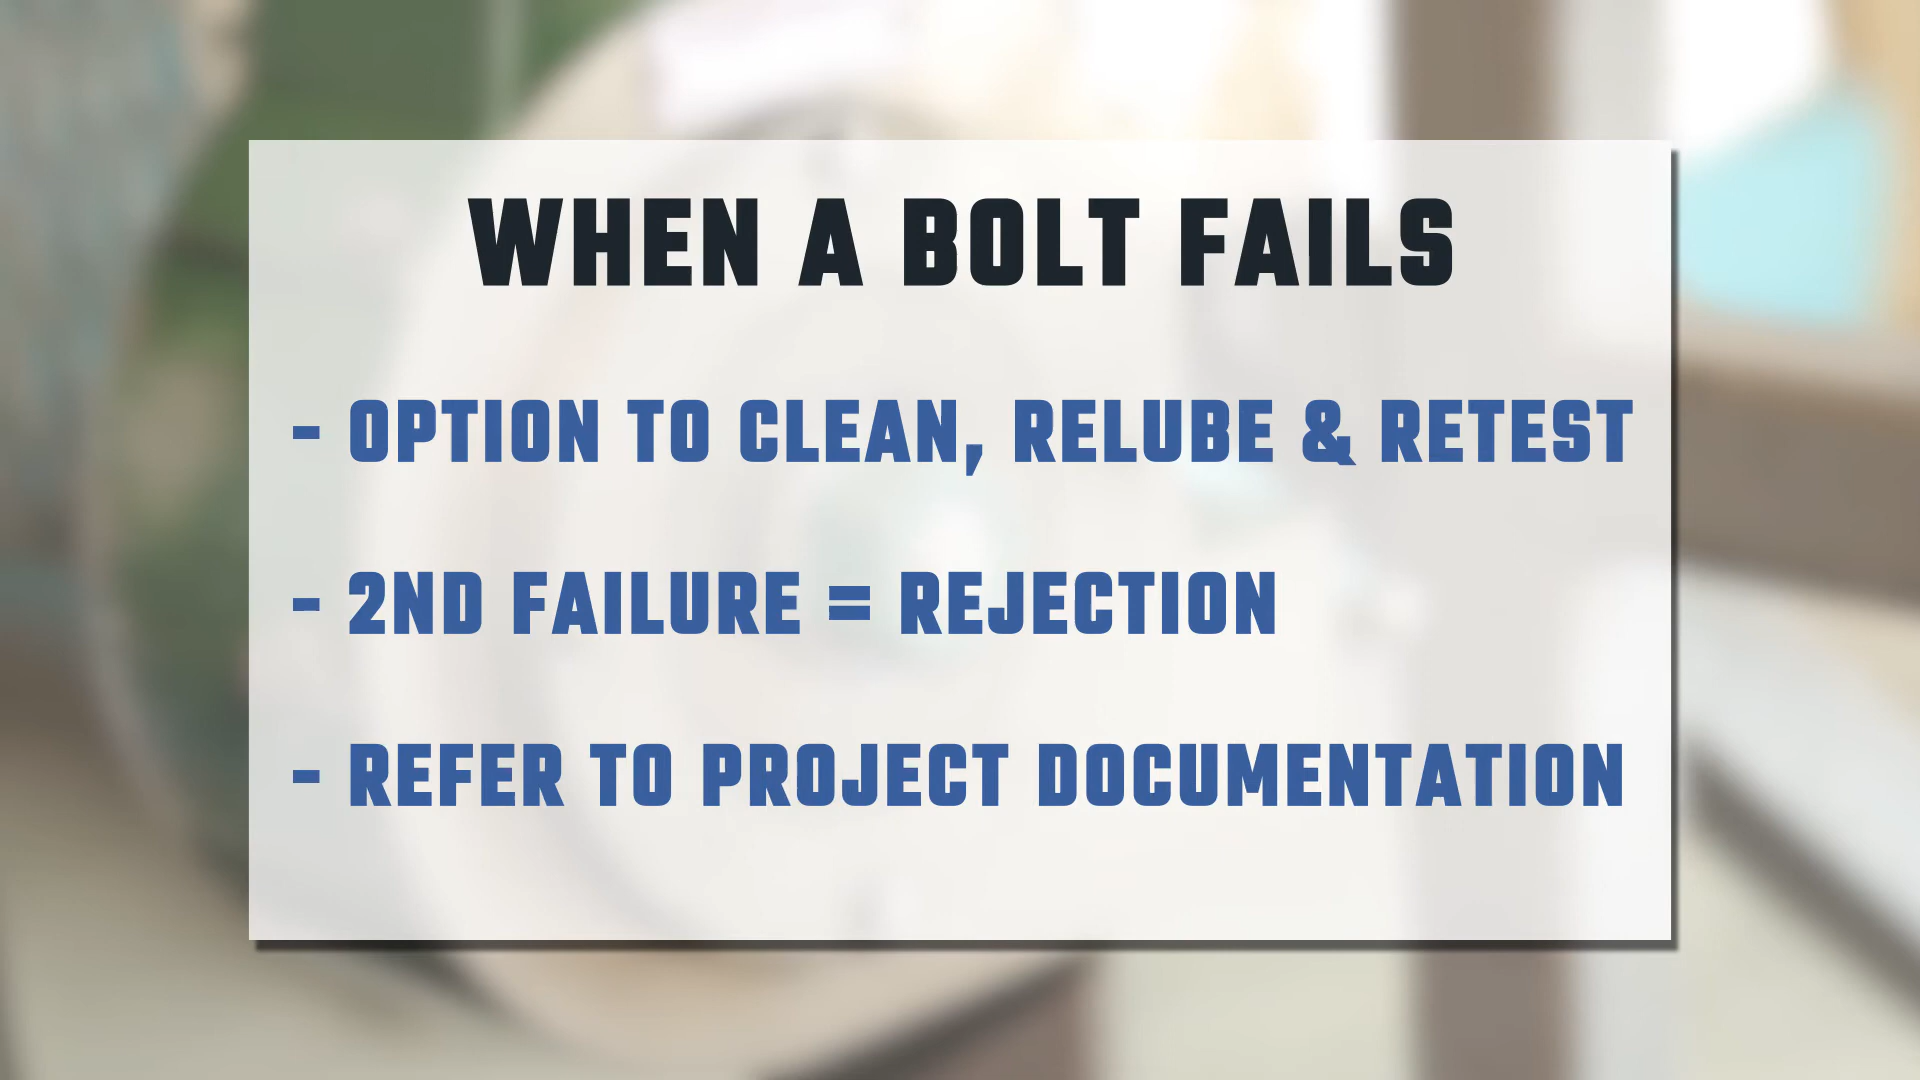 WHEN A BOLT FAILS
- OPTION TO CLEAN, RELUBE & RETEST
- 2ND FAILURE = REJECTION
- REFER TO PROJECT DOCUMENTATION